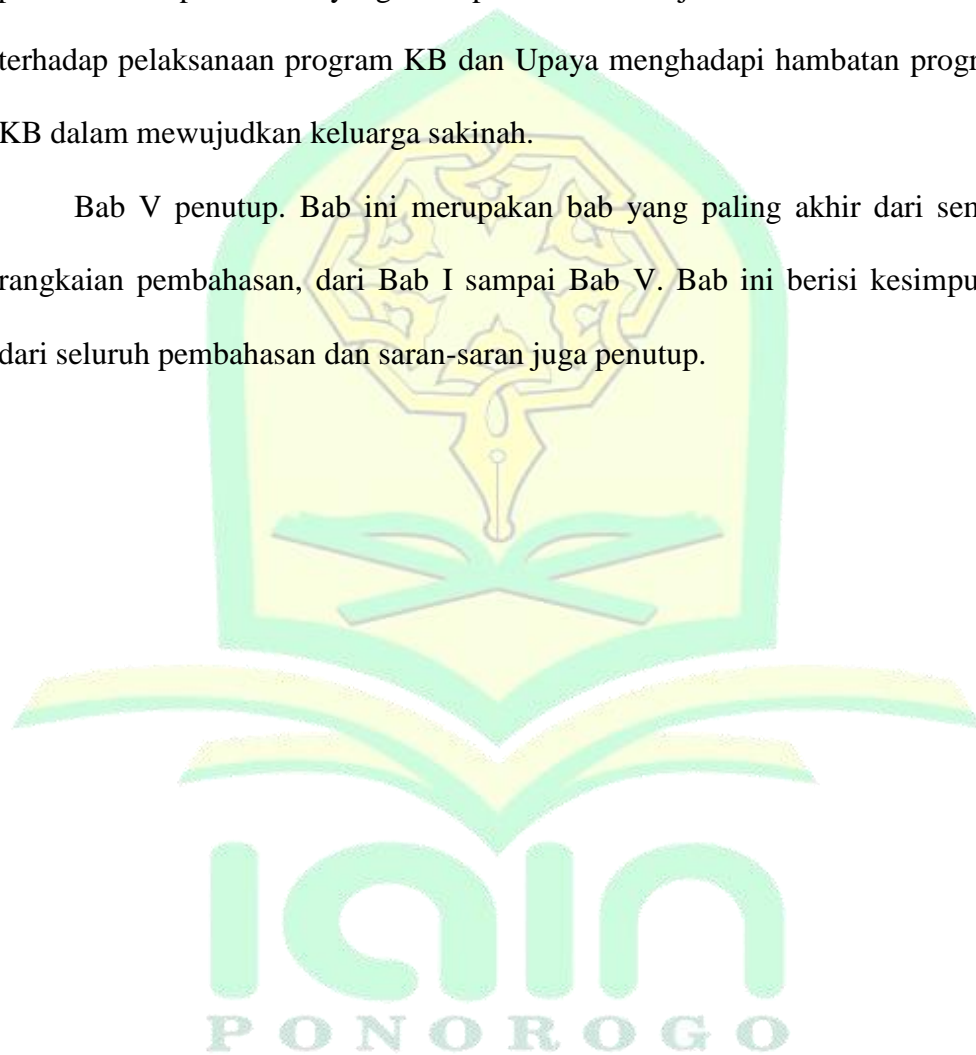 terhadap pelaksanaan program KB dan Upaya menghadapi hambatan progr
KB dalam mewujudkan keluarga sakinah.
Bab V penutup. Bab ini merupakan bab yang paling akhir dari sem
rangkaian pembahasan, dari Bab I sampai Bab V. Bab ini berisi kesimpu
dari seluruh pembahasan dan saran-saran juga penutup.
iain
PONOROGO